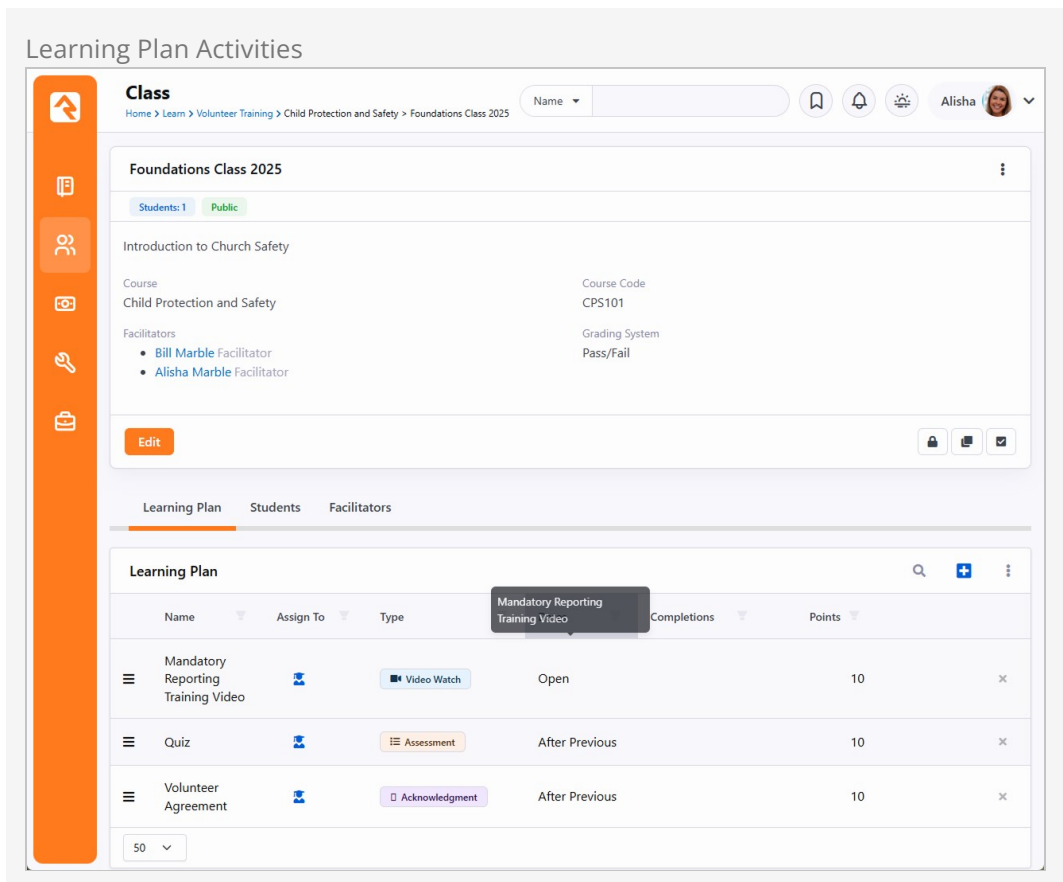 Learning Plan Activities
Class
Home > Learn > Volunteer Training > Child Protection and Safety > Foundations Class 2025
Name
Alisha
Foundations Class 2025
Students: 1 Public
Introduction to Church Safety
Course
Child Protection and Safety
Course Code
CPS101
Facilitators
Bill Marble Facilitator
Alisha Marble Facilitator
Grading System
Pass/Fail
Edit
Learning Plan Students Facilitators
Learning Plan
Mandatory Reporting
Training Video
Name Assign To Type Completions Points
Mandatory
Reporting
Training Video
Video Watch Open 10
Quiz Assessment After Previous 10
Volunteer
Agreement
Acknowledgment After Previous 10
50